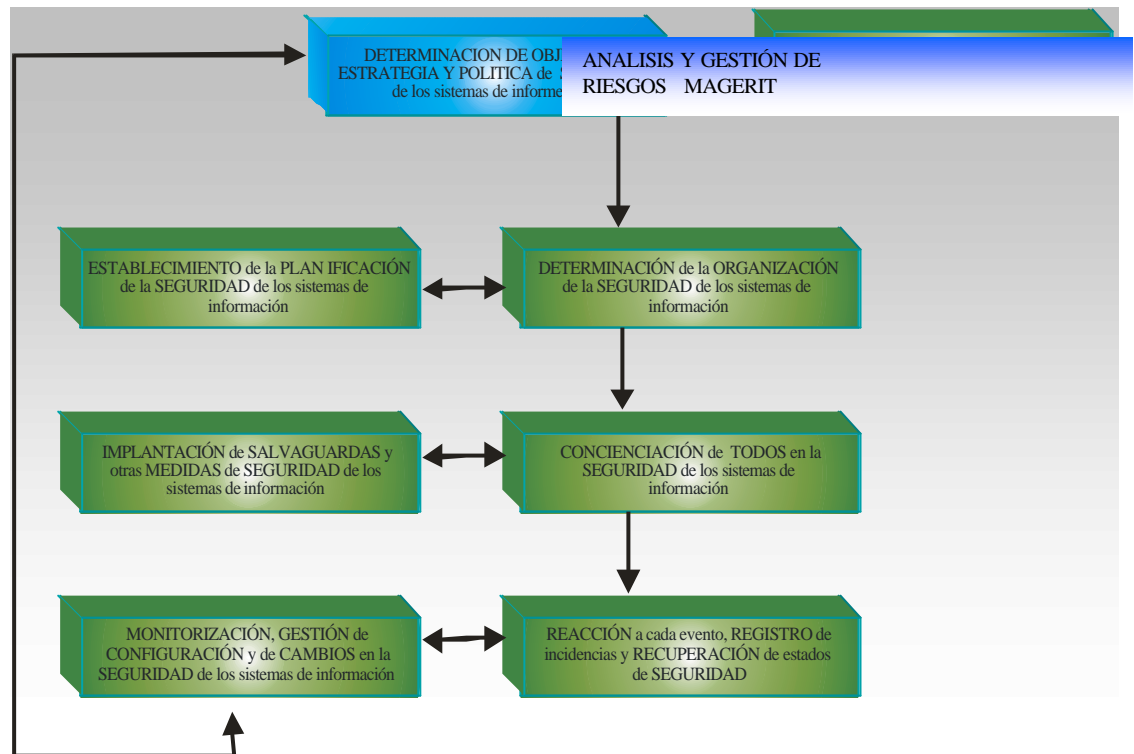 DETERMINACION DE
ESTRATEGIA Y POLITICA de
de los sistemas de informe
ANALISIS Y GESTIÓN DE
RIESGOS MAGERIT
ESTABLECIMIENTO de la PLAN IFICACIÓN
de la SEGURIDAD de los sistemas de
información
DETERMINACIÓN de la ORGANIZACIÓN
de la SEGURIDAD de los sistemas de
información
IMPLANTACIÓN de SALVAGUARDAS y
otras MEDIDAS de SEGURIDAD de los
sistemas de información
CONCIENCIACIÓN de TODOS en la
SEGURIDAD de los sistemas de
información
MONITORIZACIÓN, GESTIÓN de
CONFIGURACIÓN y de CAMBIOS en la
SEGURIDAD de los sistemas de información
REACCIÓN a cada evento, REGISTRO de
incidencias y RECUPERACIÓN de estados
de SEGURIDAD